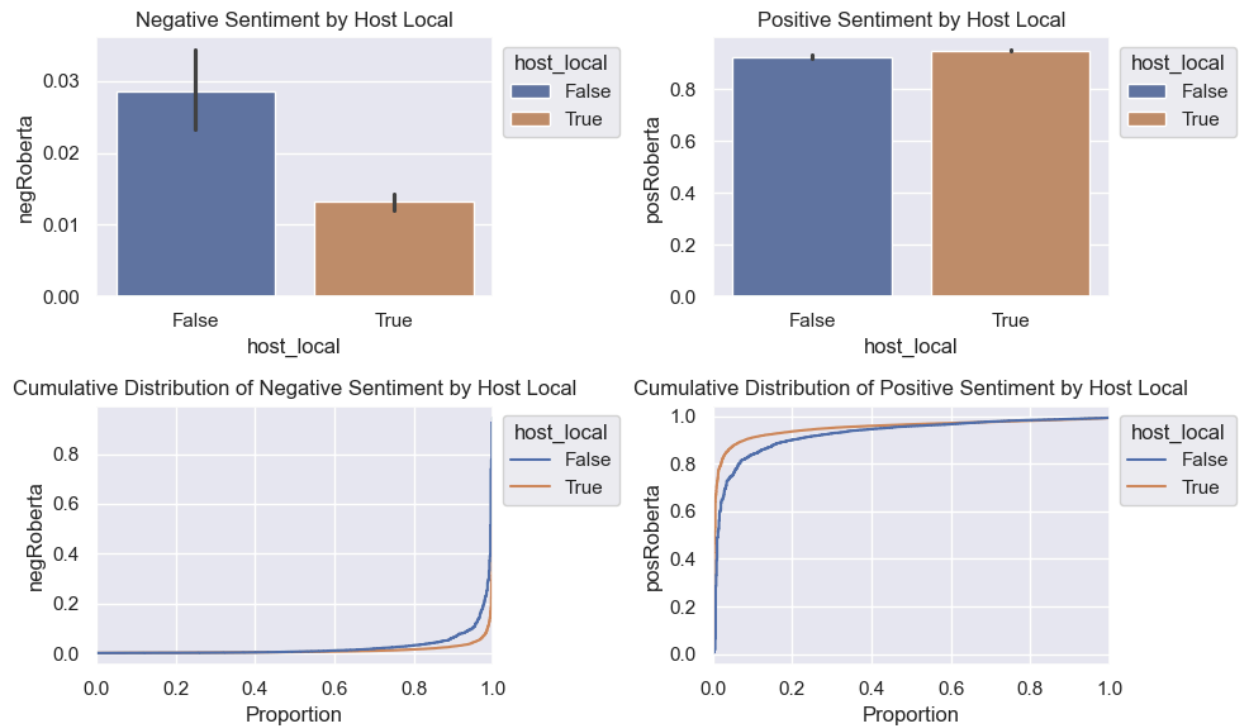 Negative Sentiment by Host Local
negRoberta
0.03
0.02
0.01
0.00
False
True
host_local
host_local
False
True
Positive Sentiment by Host Local
posRoberta
0.8
0.6
0.4
0.2
0.0
False
True
host_local
host_local
False
True
Cumulative Distribution of Negative Sentiment by Host Local
negRoberta
0.8
0.6
0.4
0.2
0.0
0.0 0.2 0.4 0.6 0.8 1.0
Proportion
host_local
False
True
Cumulative Distribution of Positive Sentiment by Host Local
posRoberta
1.0
0.8
0.6
0.4
0.2
0.0
0.0 0.2 0.4 0.6 0.8 1.0
Proportion
host_local
False
True